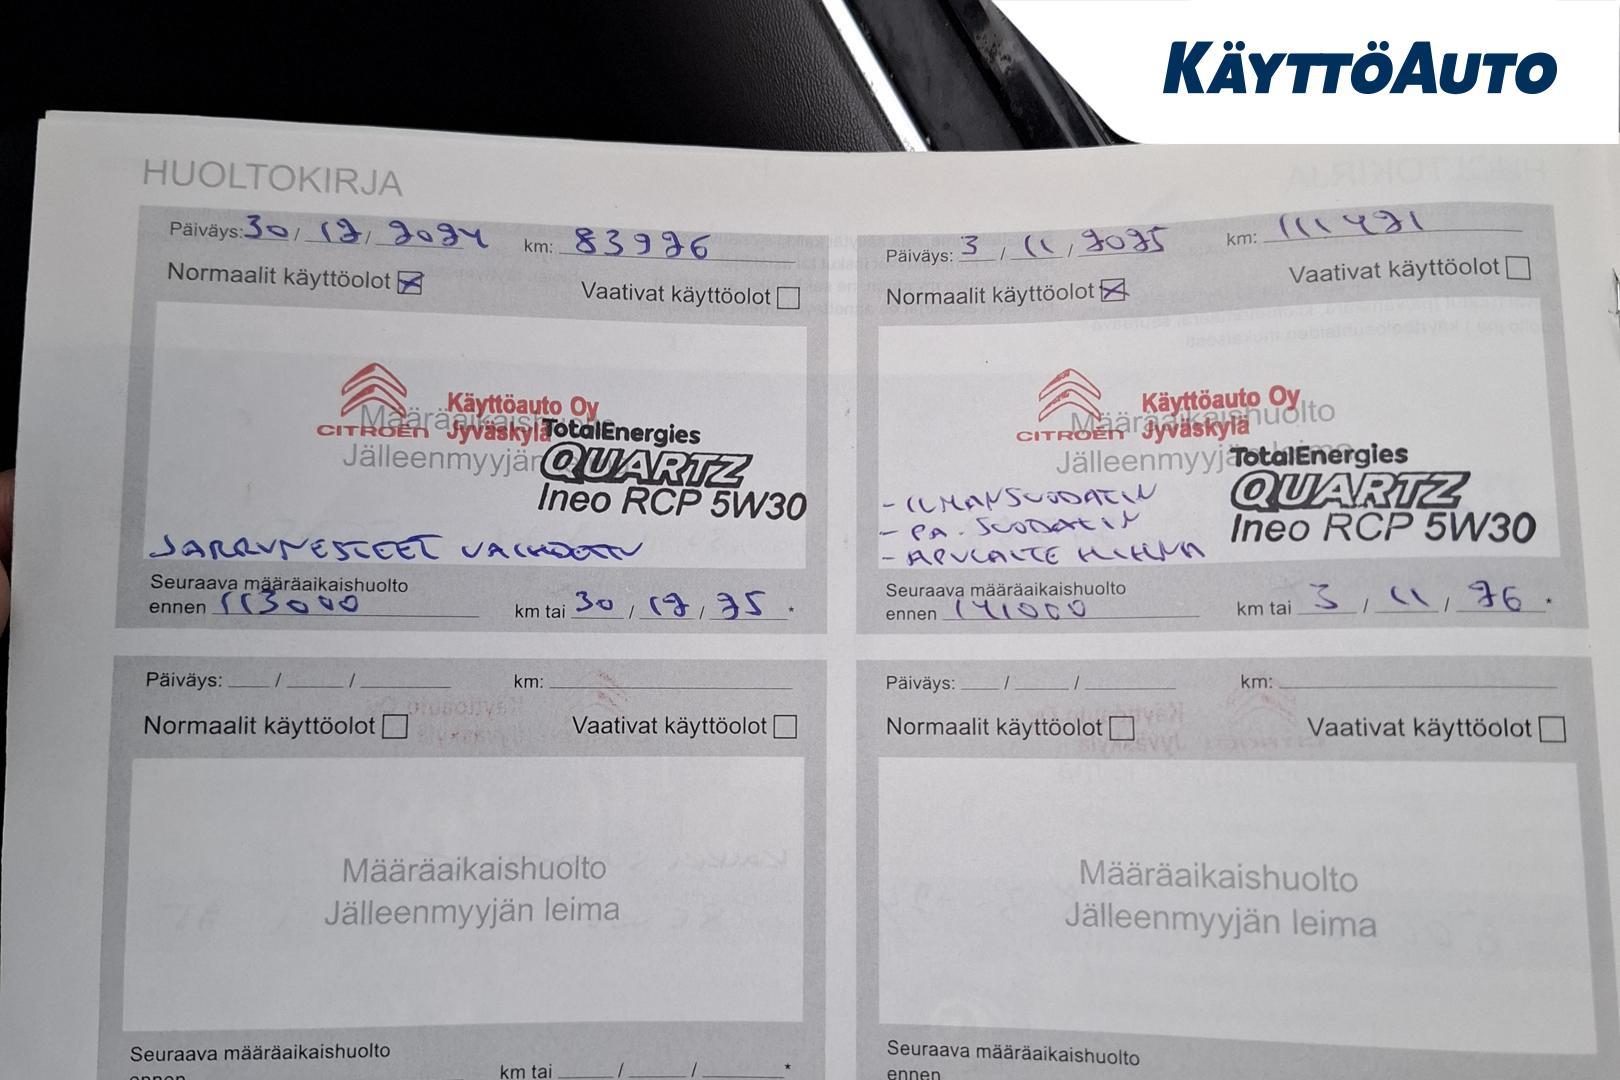 KÄYTTÖAUTO
HUOLTOKIRJA
Päiväys: 30 / 12 / 2024 km: 83926
Normaalit käyttöolot Vaativat käyttöolot
CITROËN
Käyttöauto Oy
Jyväskylä
Määräaikaishuolto
Jälleenmyyjän
TotalEnergies
QUARTZ
Ineo RCP 5W30
JARRUNESTEET VAIHDETTU
Seuraava määräaikaishuolto
ennen 113000 km tai 30 / 12 / 25 *
Päiväys: 3 / 11 / 2025 km: 111421
Normaalit käyttöolot Vaativat käyttöolot
CITROËN
Käyttöauto Oy
Jyväskylä
Määräaikaishuolto
Jälleenmyyjän leima
TotalEnergies
QUARTZ
Ineo RCP 5W30
- ILMANSUODATIN
- PA. SUODATIN
- APULAITE HIHNA
Seuraava määräaikaishuolto
ennen 141000 km tai 3 / 11 / 26 *
Päiväys: / / km:
Normaalit käyttöolot Vaativat käyttöolot
Määräaikaishuolto
Jälleenmyyjän leima
Seuraava määräaikaishuolto
ennen km tai / / *
Päiväys: / / km:
Normaalit käyttöolot Vaativat käyttöolot
Määräaikaishuolto
Jälleenmyyjän leima
Seuraava määräaikaishuolto
ennen